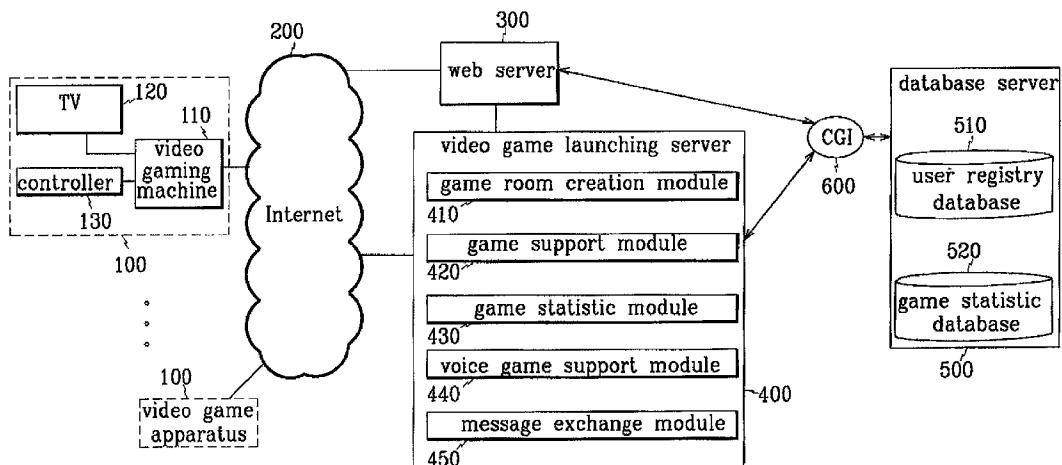 300
200
web server
database server
TV
120
110
video
gaming
machine
controller
130
100
Internet
video game launching server
game room creation module
410
game support module
420
game statistic module
430
voice game support module
440
message exchange module
450
400
CGI
600
510
user registry
database
520
game statistic
database
500
100
video game
apparatus